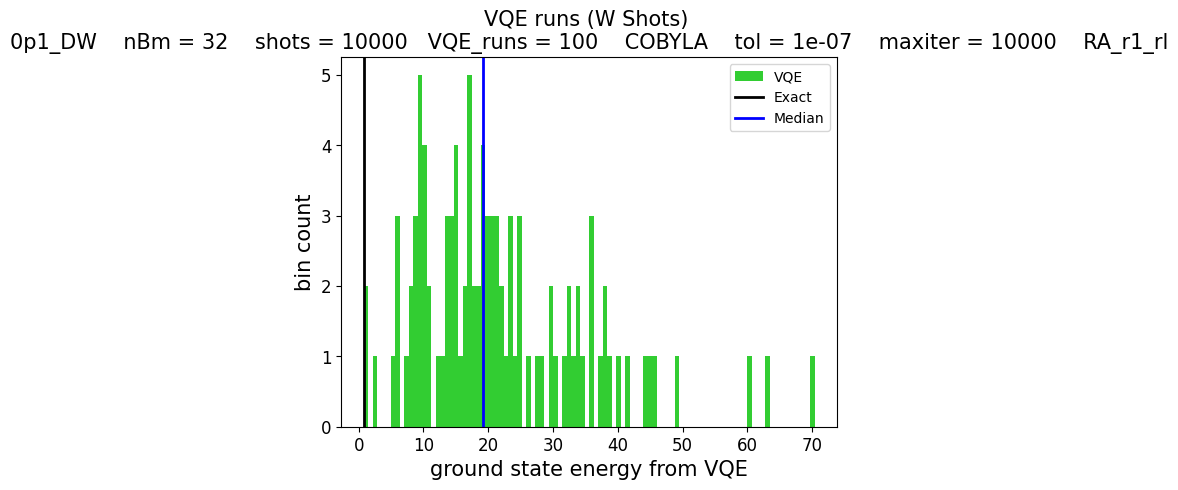 VQE runs (W Shots)
0p1_DW    nBm = 32    shots = 10000   VQE_runs = 100    COBYLA    tol = 1e-07    maxiter = 10000    RA_r1_rl
VQE
Exact
Median
bin count
5
4
3
2
1
0
0 10 20 30 40 50 60 70
ground state energy from VQE